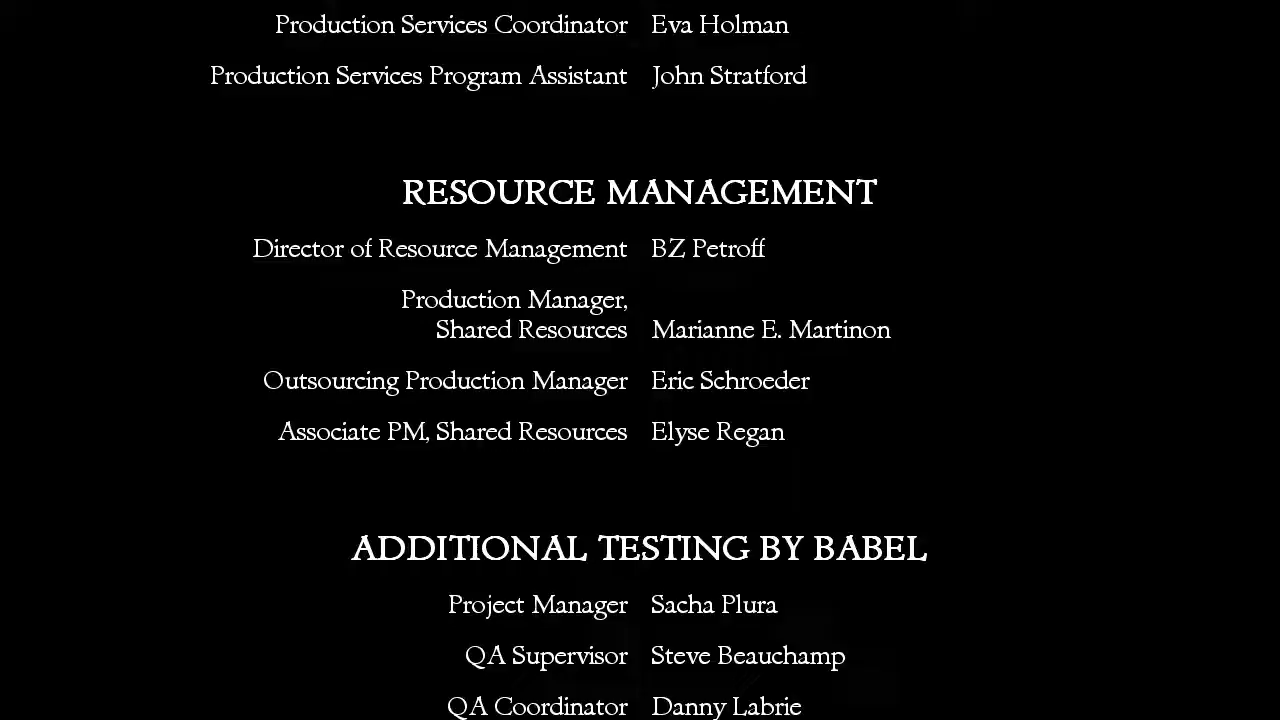 Production Services Coordinator Eva Holman
Production Services Program Assistant John Stratford
RESOURCE MANAGEMENT
Director of Resource Management BZ Petroff
Production Manager,
Shared Resources Marianne E. Martinon
Outsourcing Production Manager Eric Schroeder
Associate PM, Shared Resources Elyse Regan
ADDITIONAL TESTING BY BABEL
Project Manager Sacha Plura
QA Supervisor Steve Beauchamp
QA Coordinator Danny Labrie